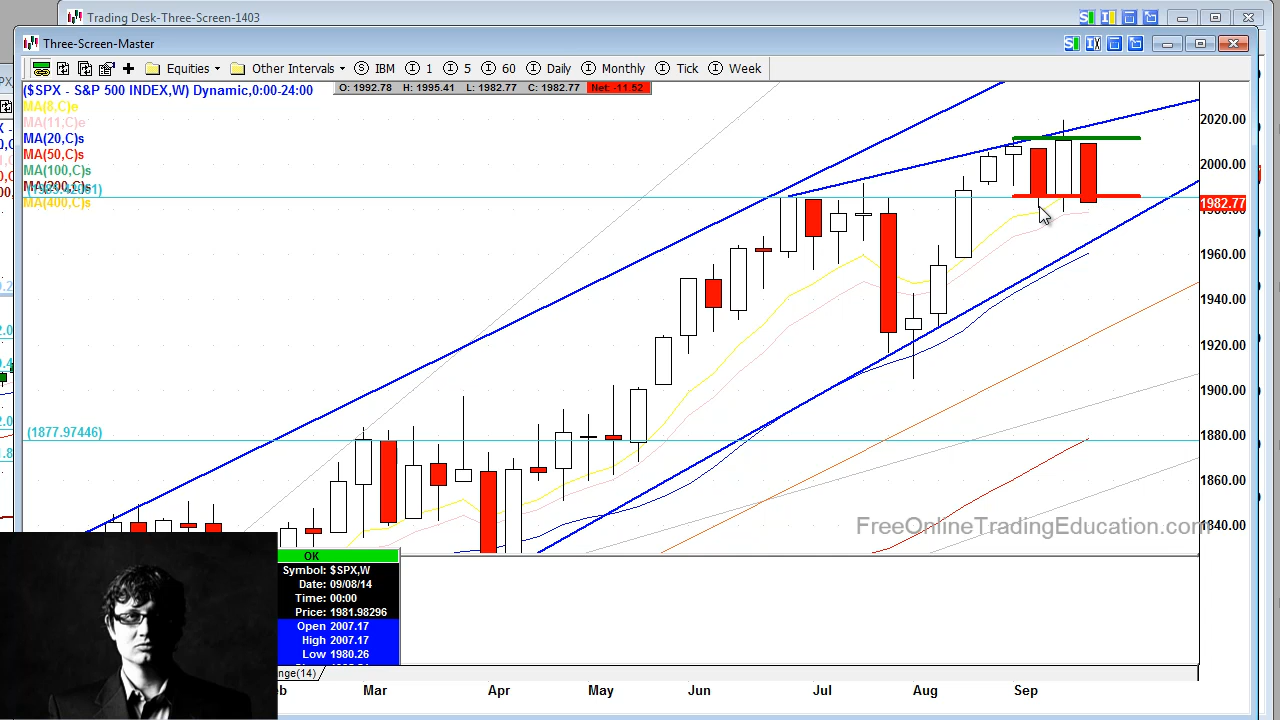 Trading Desk-Three-Screen-1403
Three-Screen-Master
Equities
Other Intervals
IBM
1
5
60
Daily
Monthly
Tick
Week
($SPX - S&P 500 INDEX,W) Dynamic,0:00-24:00
O: 1992.78 H: 1995.41 L: 1982.77 C: 1982.77 Net: -11.52
MA(8,C)e
MA(11,C)e
MA(20,C)s
MA(50,C)s
MA(100,C)s
MA(200,C)s
MA(400,C)s
2020.00
2000.00
1982.77
1980.00
1960.00
1940.00
1920.00
1900.00
1880.00
1860.00
1840.00
(1877.97446)
FreeOnlineTradingEducation.com
OK
Symbol: $SPX,W
Date: 09/08/14
Time: 00:00
Price: 1981.98296
Open 2007.17
High 2007.17
Low 1980.26
nge(14)
b
Mar
Apr
May
Jun
Jul
Aug
Sep